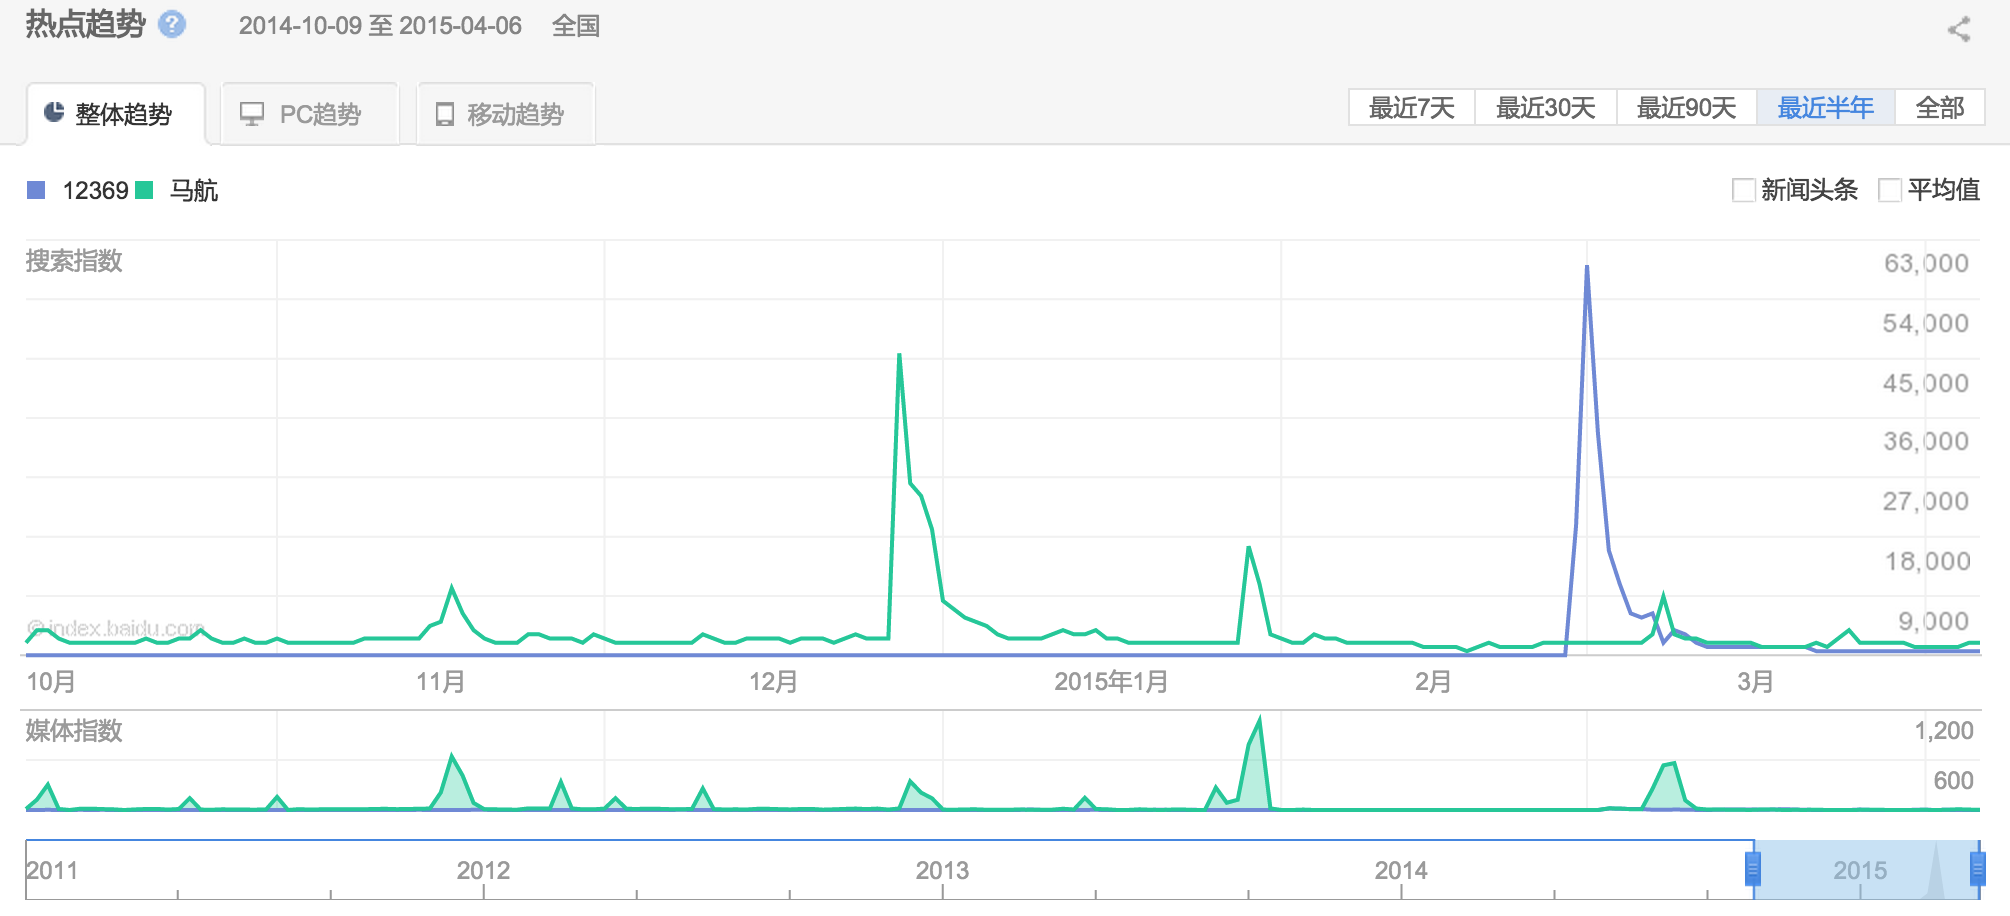 热点趋势 ? 2014-10-09 至 2015-04-06 全国
整体趋势 PC趋势 移动趋势 最近7天 最近30天 最近90天 最近半年 全部
12369 马航 新闻头条 平均值
搜索指数
63,000
54,000
45,000
36,000
27,000
18,000
9,000
©index.baidu.com
10月 11月 12月 2015年1月 2月 3月
媒体指数
1,200
600
2011 2012 2013 2014 2015